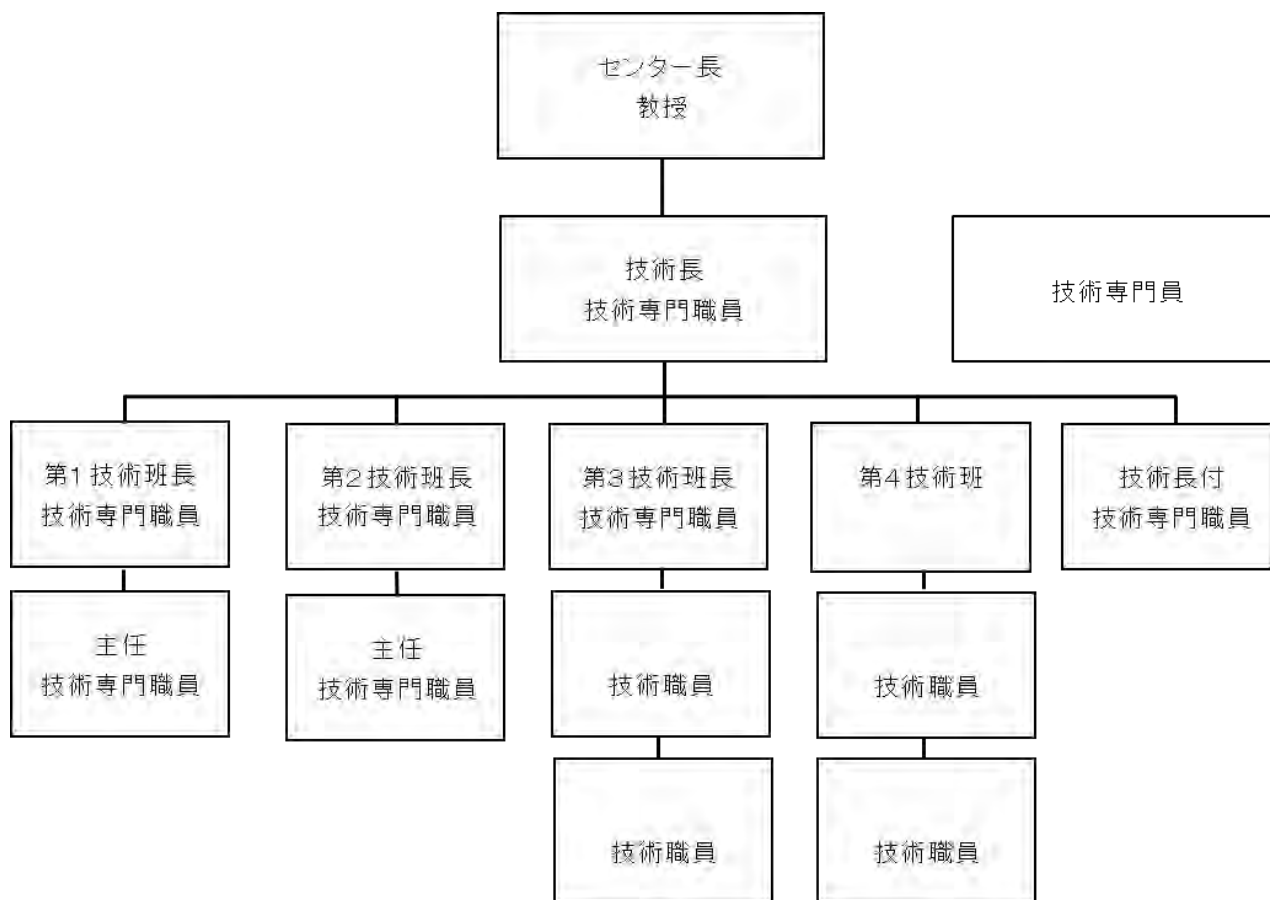 センター長
教授
技術長
技術専門職員
技術専門員
第1技術班長
技術専門職員
第2技術班長
技術専門職員
第3技術班長
技術専門職員
第4技術班
技術長付
技術専門職員
主任
技術専門職員
主任
技術専門職員
技術職員
技術職員
技術職員
技術職員